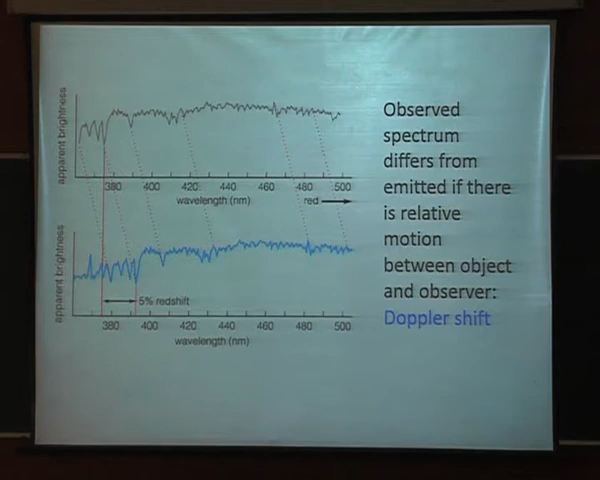 apparent brightness
380 400 420 440 460 480 500
wavelength (nm)
red
apparent brightness
5% redshift
380 400 420 440 460 480 500
wavelength (nm)
Observed
spectrum
differs from
emitted if there
is relative
motion
between object
and observer:
Doppler shift